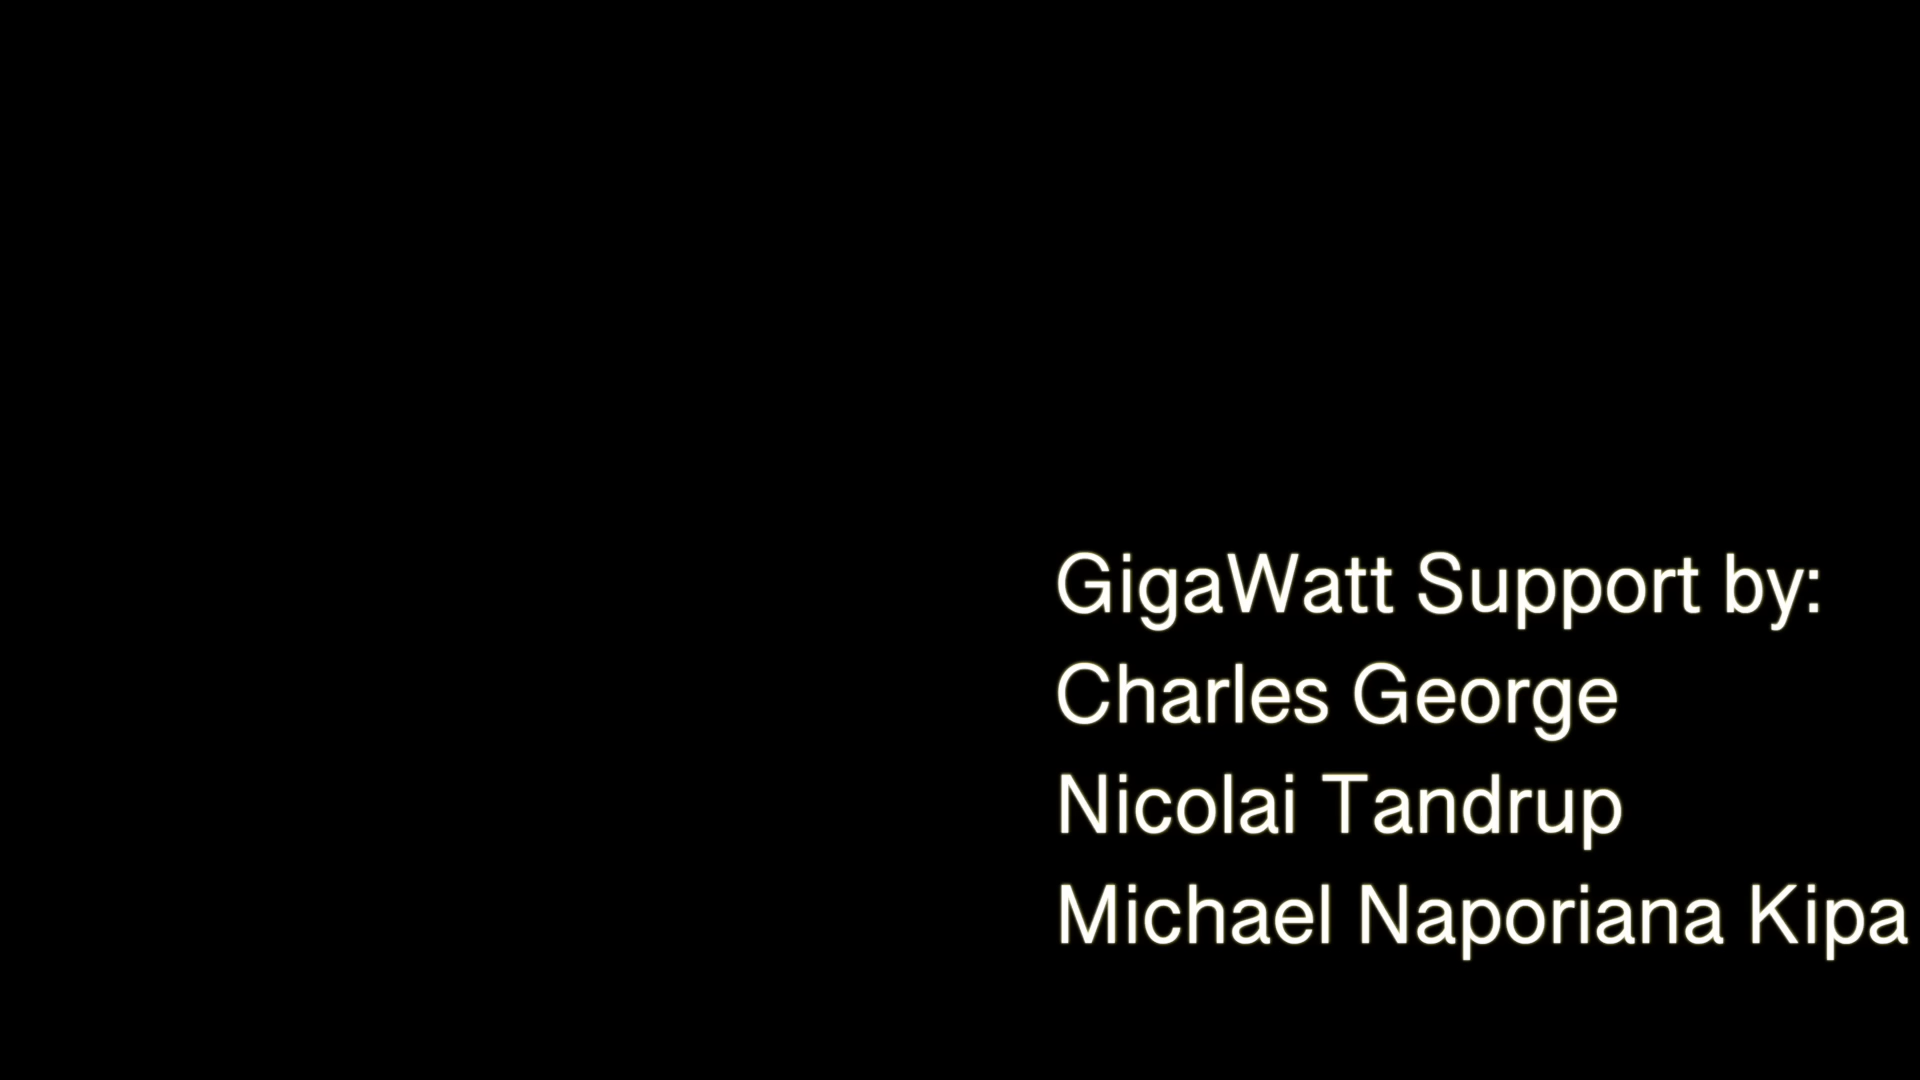 GigaWatt Support by:
Charles George
Nicolai Tandrup
Michael Naporiana Kipa